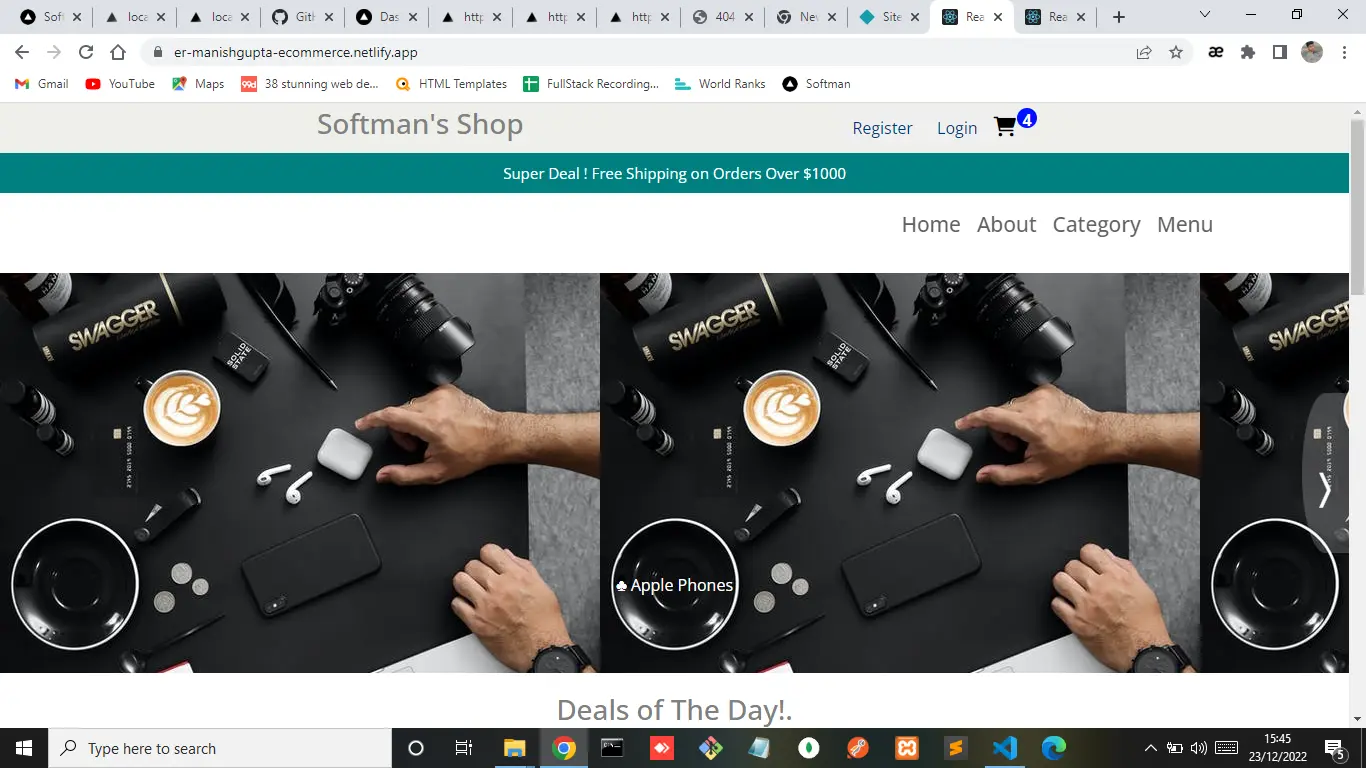 Soft
loca
loca
Gith
Das
http
http
http
404
Nev
Site
Rea
Rea
er-manishgupta-ecommerce.netlify.app
Gmail
YouTube
Maps
38 stunning web de...
HTML Templates
FullStack Recording...
World Ranks
Softman
Softman's Shop
Register
Login
4
Super Deal ! Free Shipping on Orders Over $1000
Home
About
Category
Menu
SWAGGER
SOLID STATE
SWAGGER
SOLID STATE
SWAGGE
♣ Apple Phones
Deals of The Day!.
Type here to search
15:45
23/12/2022
5